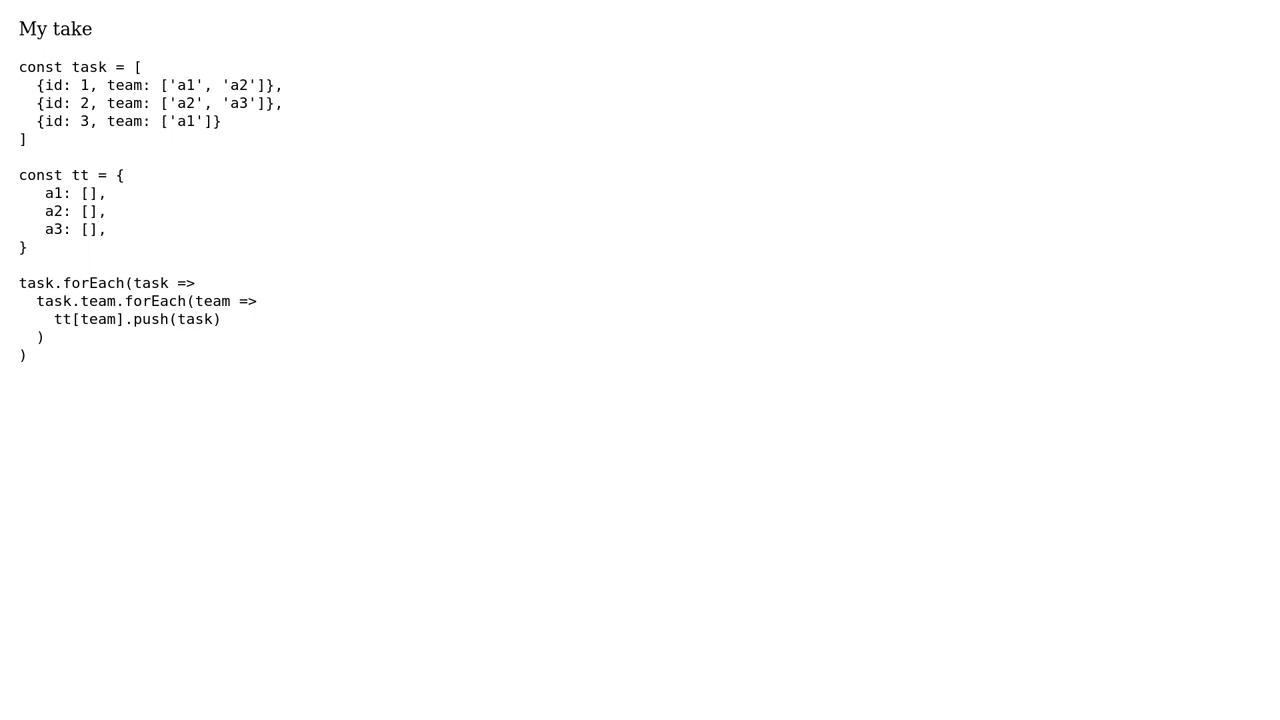 My take
const task = [
  {id: 1, team: ['a1', 'a2']},
  {id: 2, team: ['a2', 'a3']},
  {id: 3, team: ['a1']}
]
const tt = {
   a1: [],
   a2: [],
   a3: [],
}
task.forEach(task =>
  task.team.forEach(team =>
    tt[team].push(task)
  )
)